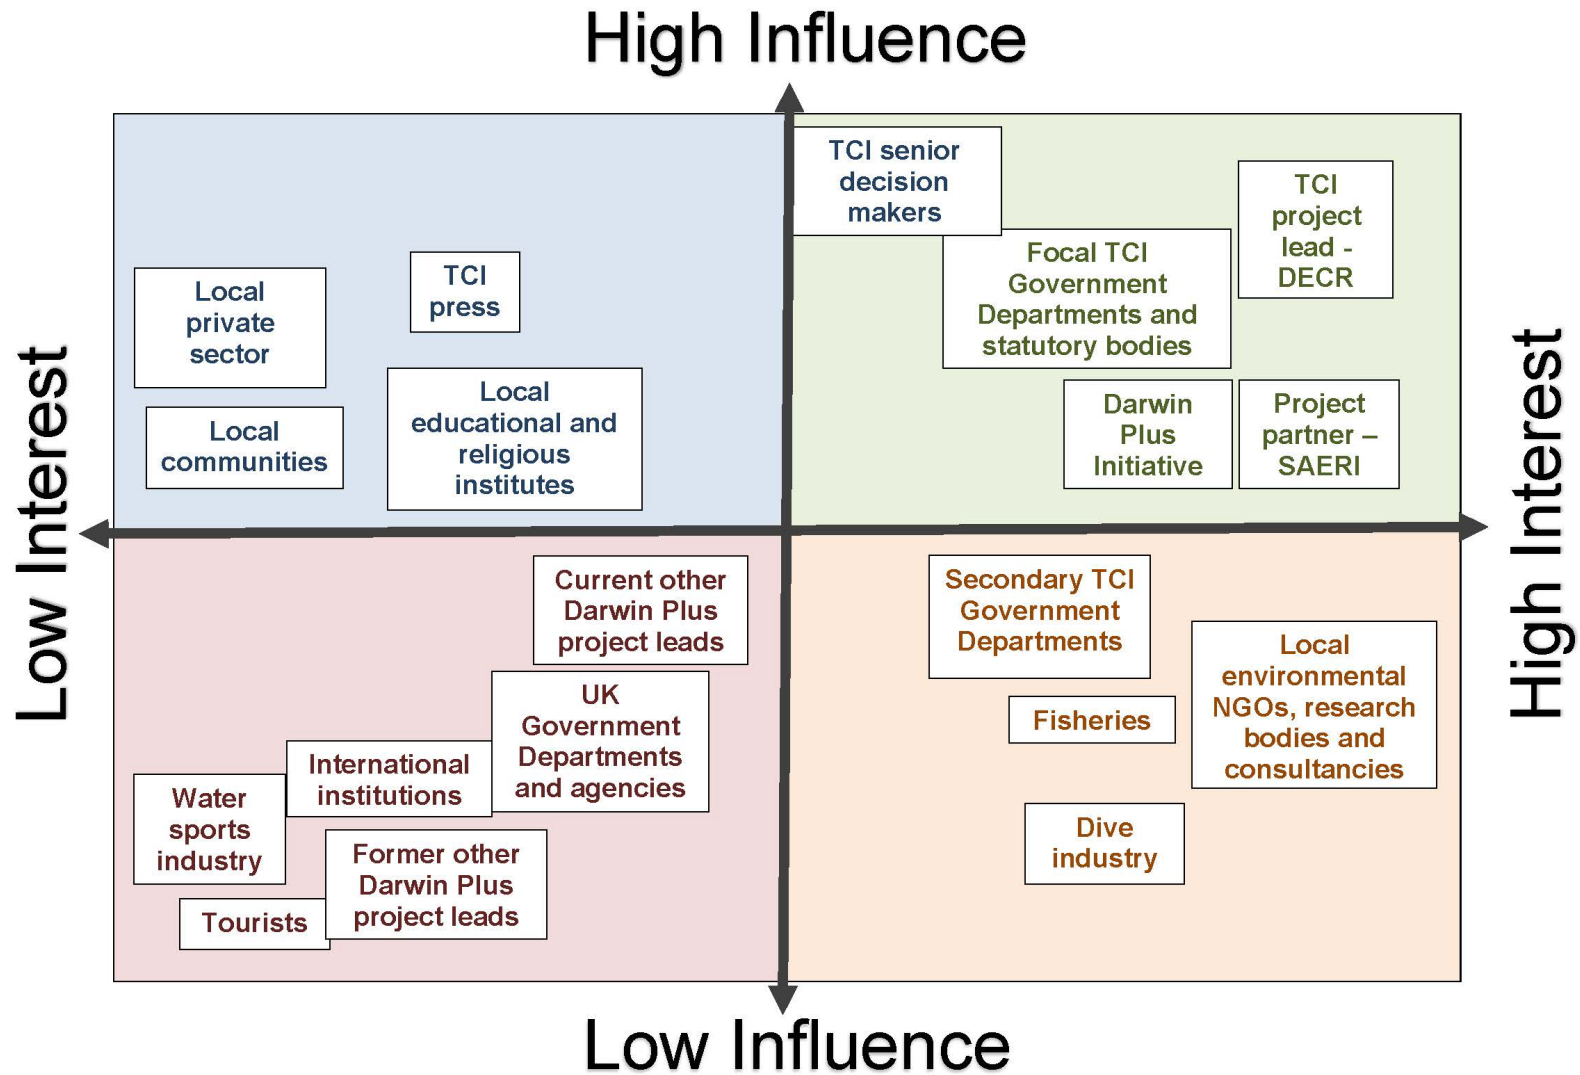 High Influence
TCI senior
decision
makers
TCI
project
lead -
DECR
Focal TCI
Government
Departments and
statutory bodies
TCI
press
Local
private
sector
Local
educational and
religious
institutes
Local
communities
Darwin
Plus
Initiative
Project
partner –
SAERI
Low Interest
High Interest
Current other
Darwin Plus
project leads
Secondary TCI
Government
Departments
Local
environmental
NGOs, research
bodies and
consultancies
UK
Government
Departments
and agencies
Fisheries
International
institutions
Water
sports
industry
Dive
industry
Former other
Darwin Plus
project leads
Tourists
Low Influence